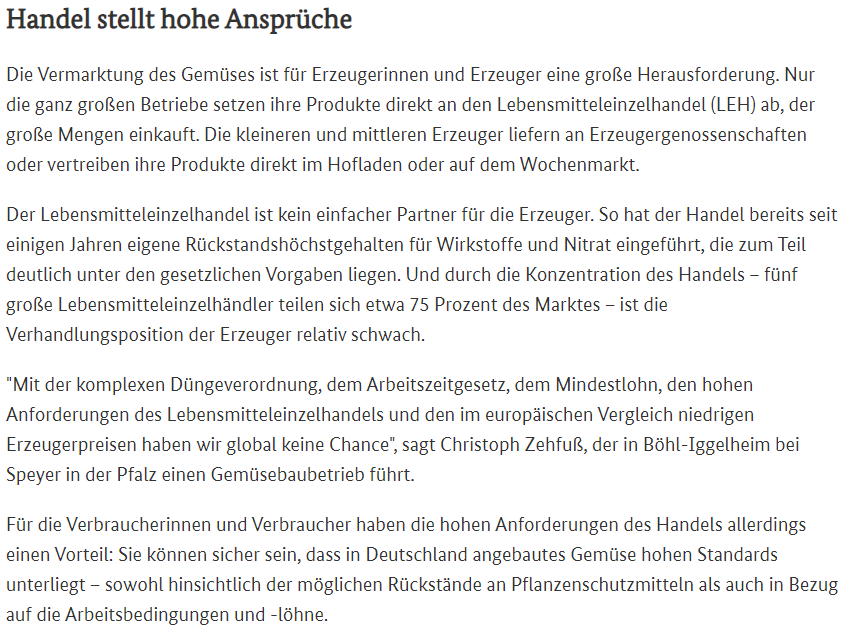 Handel stellt hohe Ansprüche
Die Vermarktung des Gemüses ist für Erzeugerinnen und Erzeuger eine große Herausforderung. Nur
die ganz großen Betriebe setzen ihre Produkte direkt an den Lebensmitteleinzelhandel (LEH) ab, der
große Mengen einkauft. Die kleineren und mittleren Erzeuger liefern an Erzeugergenossenschaften
oder vertreiben ihre Produkte direkt im Hofladen oder auf dem Wochenmarkt.
Der Lebensmitteleinzelhandel ist kein einfacher Partner für die Erzeuger. So hat der Handel bereits seit
einigen Jahren eigene Rückstandshöchstgehalten für Wirkstoffe und Nitrat eingeführt, die zum Teil
deutlich unter den gesetzlichen Vorgaben liegen. Und durch die Konzentration des Handels – fünf
große Lebensmitteleinzelhändler teilen sich etwa 75 Prozent des Marktes – ist die
Verhandlungsposition der Erzeuger relativ schwach.
"Mit der komplexen Düngeverordnung, dem Arbeitszeitgesetz, dem Mindestlohn, den hohen
Anforderungen des Lebensmitteleinzelhandels und den im europäischen Vergleich niedrigen
Erzeugerpreisen haben wir global keine Chance", sagt Christoph Zehfuß, der in Böhl-Iggelheim bei
Speyer in der Pfalz einen Gemüsebaubetrieb führt.
Für die Verbraucherinnen und Verbraucher haben die hohen Anforderungen des Handels allerdings
einen Vorteil: Sie können sicher sein, dass in Deutschland angebautes Gemüse hohen Standards
unterliegt – sowohl hinsichtlich der möglichen Rückstände an Pflanzenschutzmitteln als auch in Bezug
auf die Arbeitsbedingungen und -löhne.